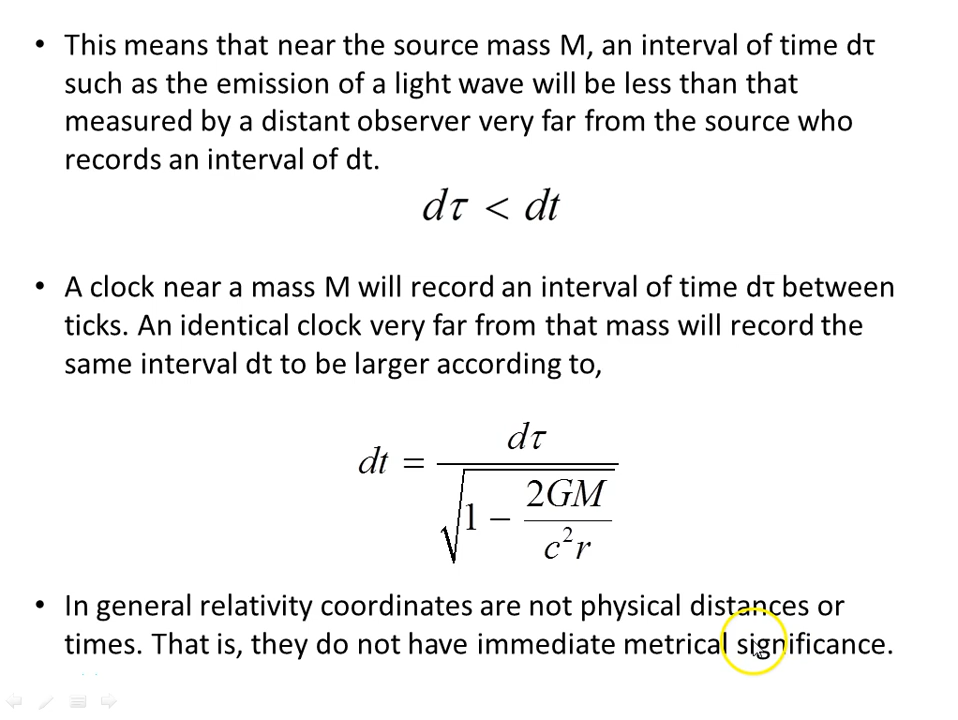 • This means that near the source mass M, an interval of time dτ
such as the emission of a light wave will be less than that
measured by a distant observer very far from the source who
records an interval of dt.
dτ < dt
• A clock near a mass M will record an interval of time dτ between
ticks. An identical clock very far from that mass will record the
same interval dt to be larger according to,
dt = dτ / √(1 − 2GM / c²r)
• In general relativity coordinates are not physical distances or
times. That is, they do not have immediate metrical significance.